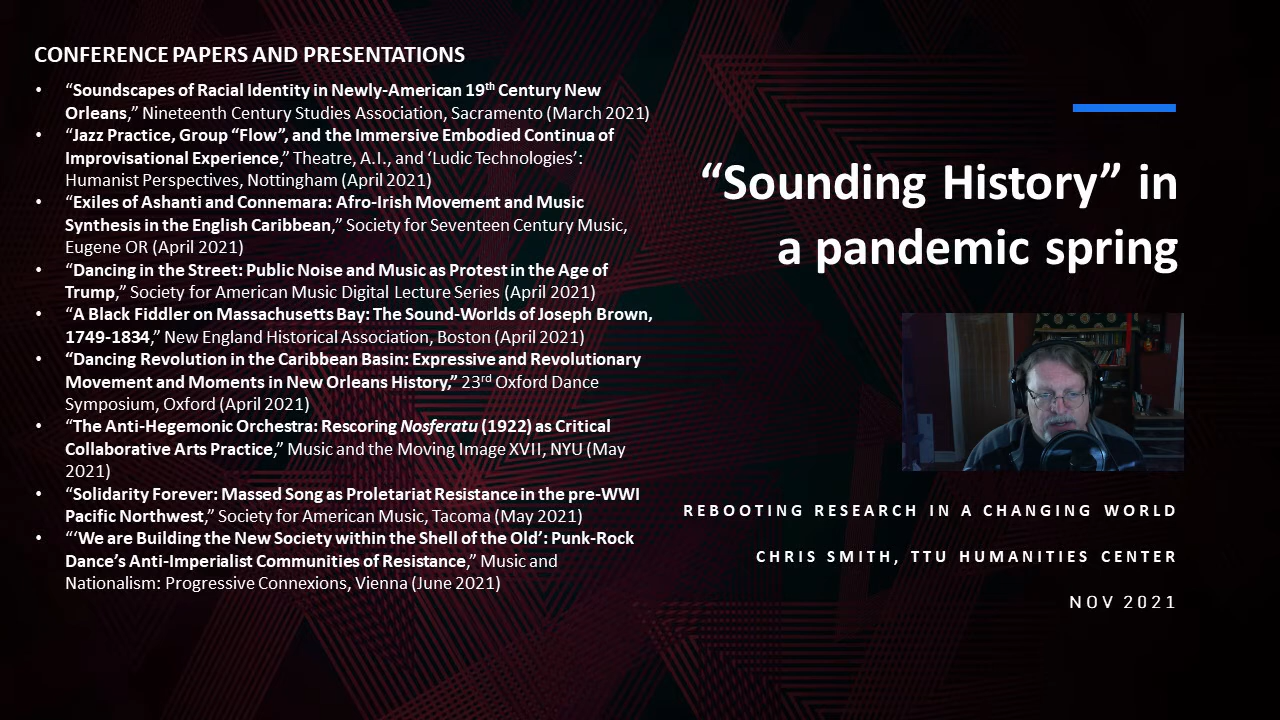 CONFERENCE PAPERS AND PRESENTATIONS
• “Soundscapes of Racial Identity in Newly-American 19th Century New
Orleans,” Nineteenth Century Studies Association, Sacramento (March 2021)
• “Jazz Practice, Group “Flow”, and the Immersive Embodied Continua of
Improvisational Experience,” Theatre, A.I., and ‘Ludic Technologies’:
Humanist Perspectives, Nottingham (April 2021)
• “Exiles of Ashanti and Connemara: Afro-Irish Movement and Music
Synthesis in the English Caribbean,” Society for Seventeen Century Music,
Eugene OR (April 2021)
• “Dancing in the Street: Public Noise and Music as Protest in the Age of
Trump,” Society for American Music Digital Lecture Series (April 2021)
• “A Black Fiddler on Massachusetts Bay: The Sound-Worlds of Joseph Brown,
1749-1834,” New England Historical Association, Boston (April 2021)
• “Dancing Revolution in the Caribbean Basin: Expressive and Revolutionary
Movement and Moments in New Orleans History,” 23rd Oxford Dance
Symposium, Oxford (April 2021)
• “The Anti-Hegemonic Orchestra: Rescoring Nosferatu (1922) as Critical
Collaborative Arts Practice,” Music and the Moving Image XVII, NYU (May
2021)
• “Solidarity Forever: Massed Song as Proletariat Resistance in the pre-WWI
Pacific Northwest,” Society for American Music, Tacoma (May 2021)
• “‘We are Building the New Society within the Shell of the Old’: Punk-Rock
Dance’s Anti-Imperialist Communities of Resistance,” Music and
Nationalism: Progressive Connexions, Vienna (June 2021)
“Sounding History” in
a pandemic spring
REBOOTING RESEARCH IN A CHANGING WORLD
CHRIS SMITH, TTU HUMANITIES CENTER
NOV 2021